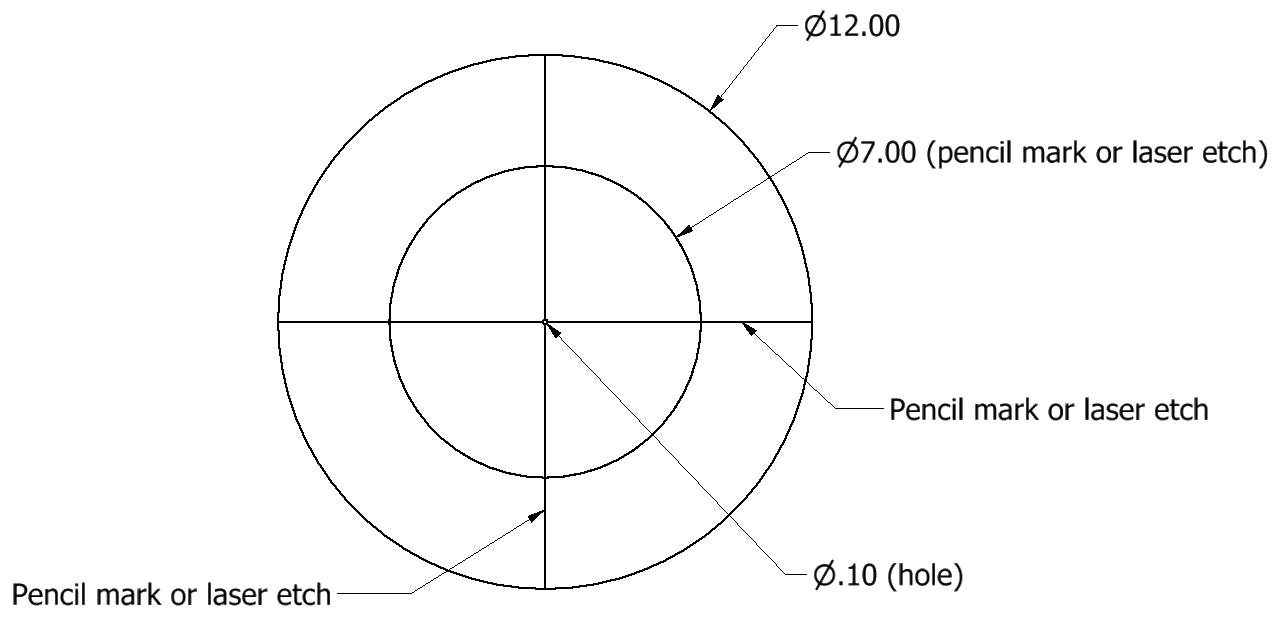 Ø12.00
Ø7.00 (pencil mark or laser etch)
Pencil mark or laser etch
Ø.10 (hole)
Pencil mark or laser etch